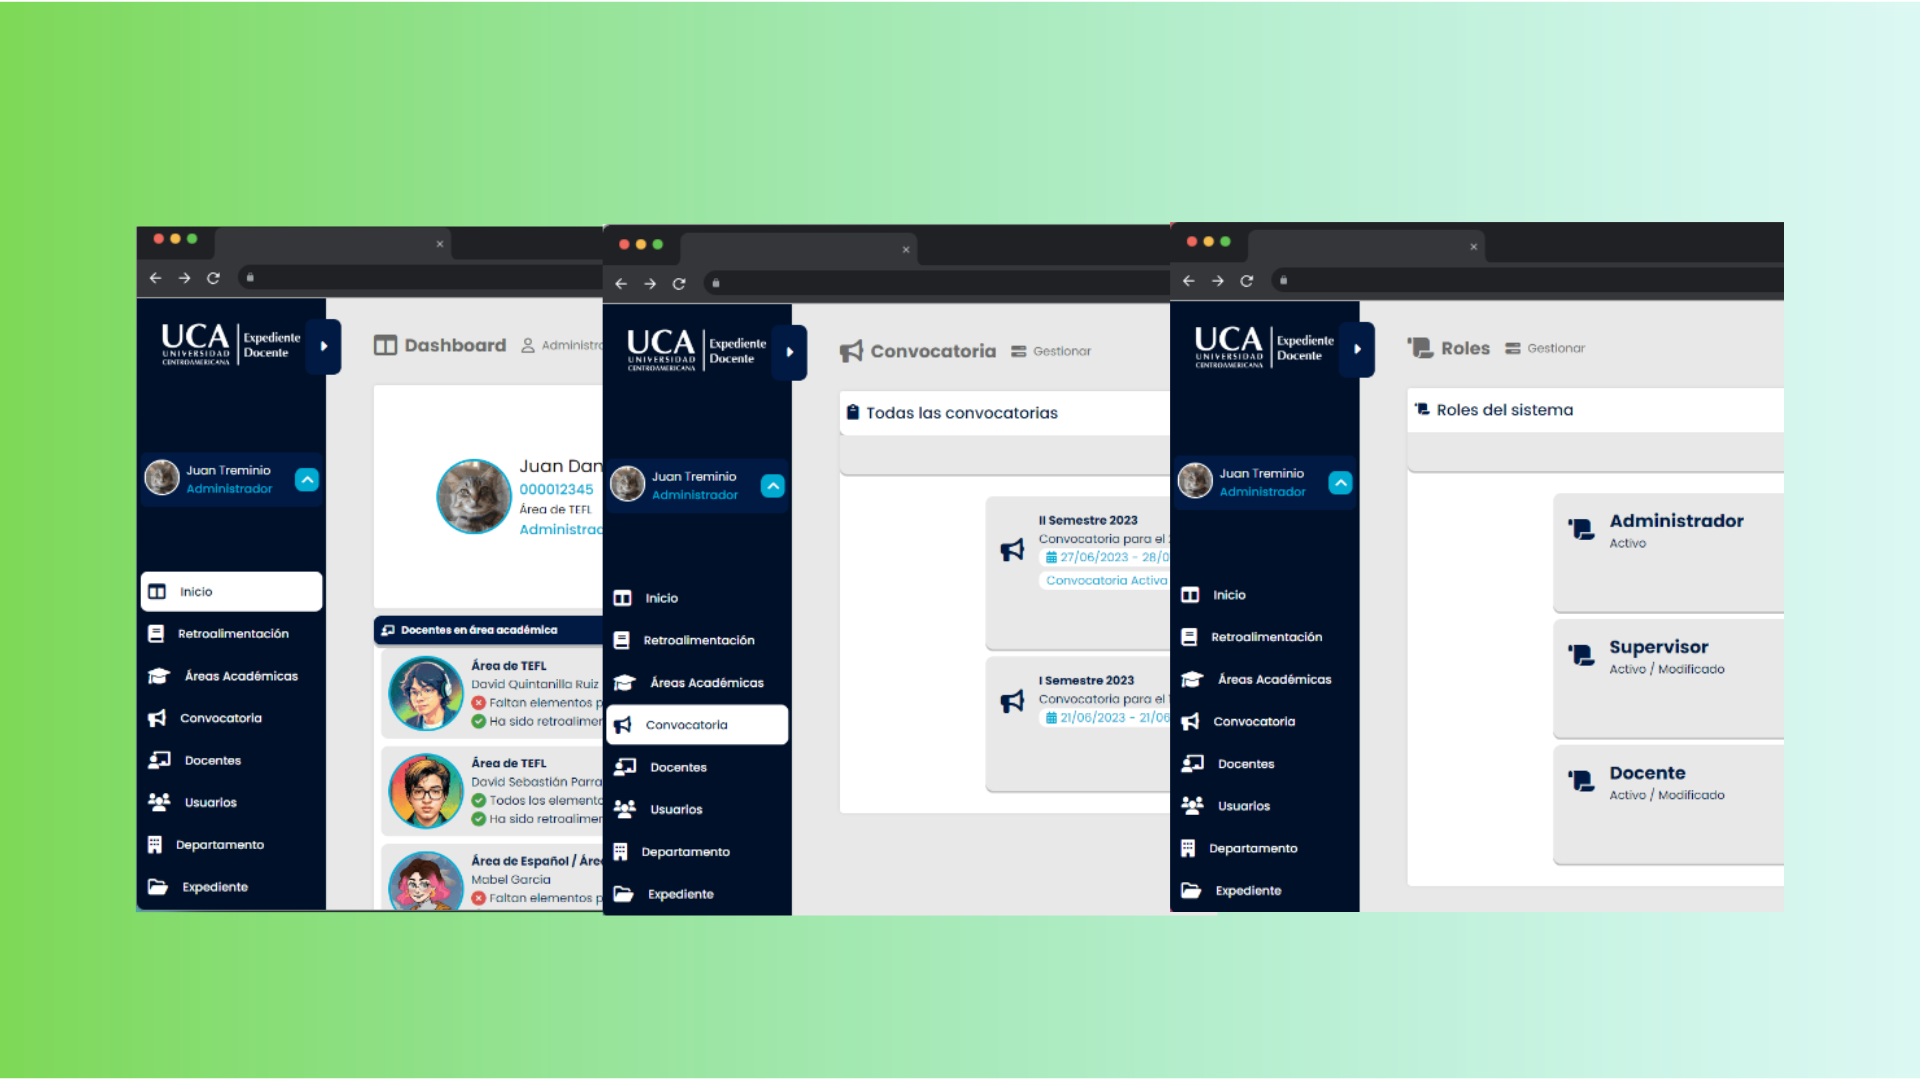 UCA
UNIVERSIDAD
CENTROAMERICANA
Expediente
Docente
Juan Treminio
Administrador
Inicio
Retroalimentación
Áreas Académicas
Convocatoria
Docentes
Usuarios
Departamento
Expediente
Dashboard
Administra
Juan Dan
000012345
Área de TEFL
Administrad
Docentes en área académica
Área de TEFL
David Quintanilla Ruiz
Faltan elementos p
Ha sido retroalimen
Área de TEFL
David Sebastián Parra
Todos los elemento
Ha sido retroalimen
Área de Español / Área
Mabel Garcia
Faltan elementos p
UCA
UNIVERSIDAD
CENTROAMERICANA
Expediente
Docente
Juan Treminio
Administrador
Inicio
Retroalimentación
Áreas Académicas
Convocatoria
Docentes
Usuarios
Departamento
Expediente
Convocatoria Gestionar
Todas las convocatorias
II Semestre 2023
Convocatoria para el
27/06/2023 - 28/0
Convocatoria Activa
I Semestre 2023
Convocatoria para el
21/06/2023 - 21/06
UCA
UNIVERSIDAD
CENTROAMERICANA
Expediente
Docente
Juan Treminio
Administrador
Inicio
Retroalimentación
Áreas Académicas
Convocatoria
Docentes
Usuarios
Departamento
Expediente
Roles Gestionar
Roles del sistema
Administrador
Activo
Supervisor
Activo / Modificado
Docente
Activo / Modificado